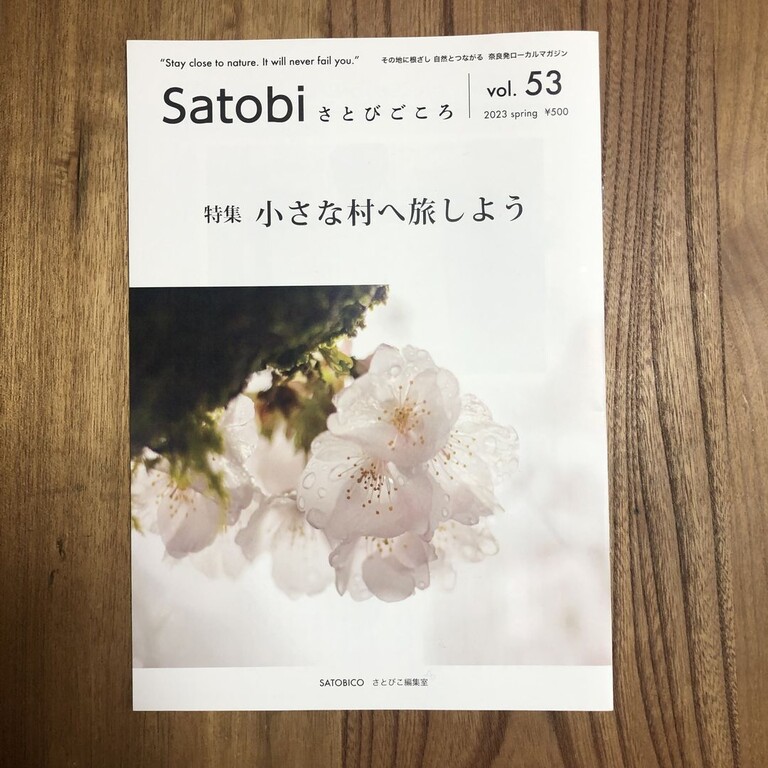 “Stay close to nature. It will never fail you.”
その地に根ざし 自然とつながる 奈良発ローカルマガジン
Satobi さとびごころ
vol. 53
2023 spring ¥500
特集 小さな村へ旅しよう
SATOBICO さとびこ編集室